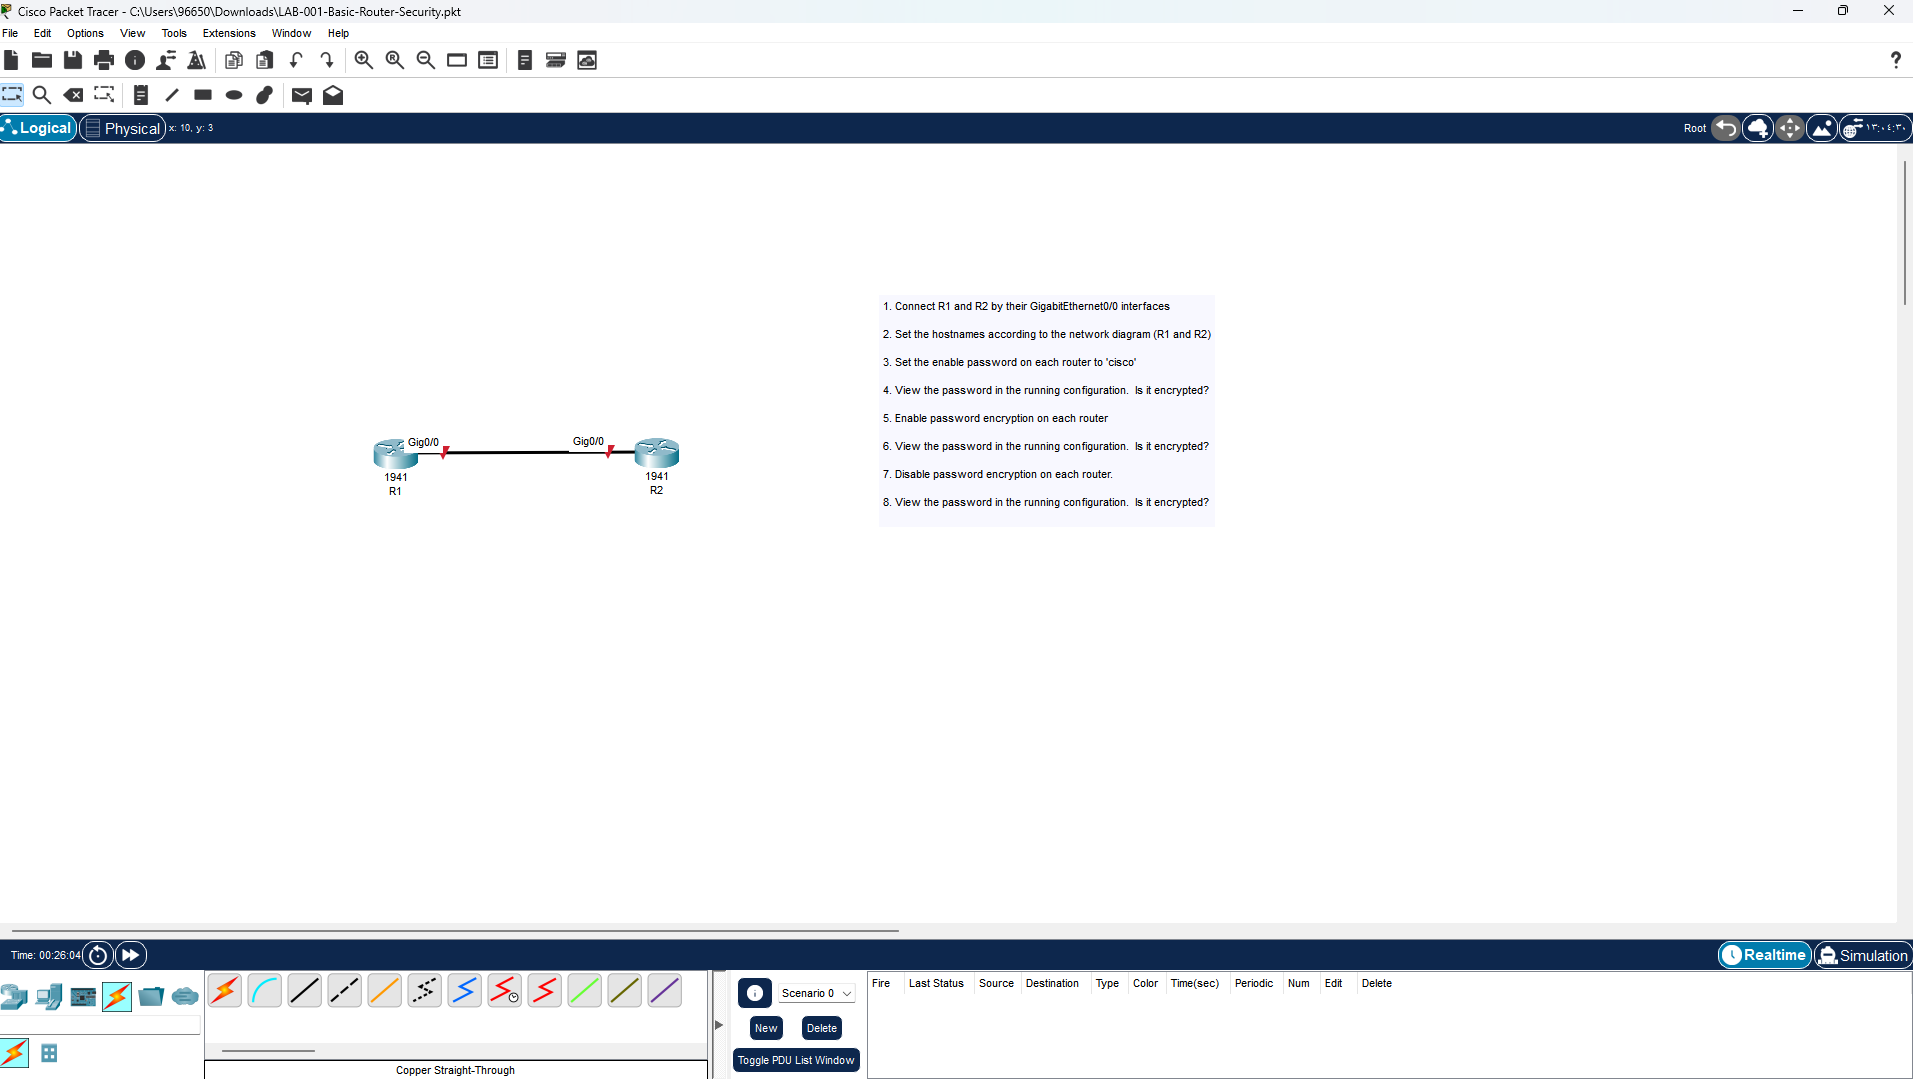 Cisco Packet Tracer - C:\Users\96650\Downloads\LAB-001-Basic-Router-Security.pkt
File Edit Options View Tools Extensions Window Help
?
Logical Physical x: 10, y: 3 Root ١٣:٠٤:٣٠
1. Connect R1 and R2 by their GigabitEthernet0/0 interfaces
2. Set the hostnames according to the network diagram (R1 and R2)
3. Set the enable password on each router to 'cisco'
4. View the password in the running configuration. Is it encrypted?
5. Enable password encryption on each router
6. View the password in the running configuration. Is it encrypted?
7. Disable password encryption on each router.
8. View the password in the running configuration. Is it encrypted?
Gig0/0 Gig0/0
1941 1941
R1 R2
Time: 00:26:04 Realtime Simulation
Scenario 0
New Delete
Toggle PDU List Window
Fire Last Status Source Destination Type Color Time(sec) Periodic Num Edit Delete
Copper Straight-Through